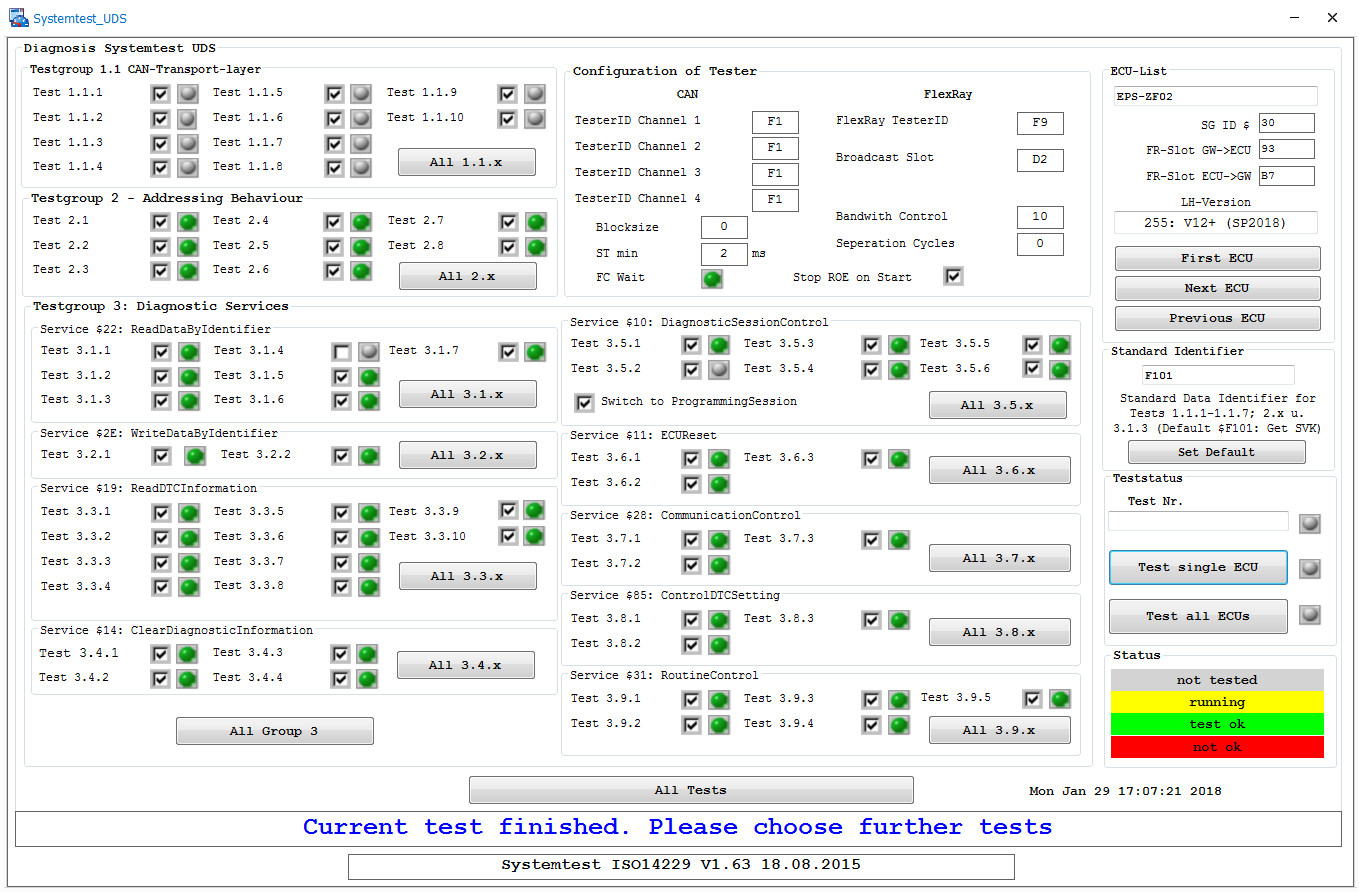 Systemtest_UDS
Diagnosis Systemtest UDS
Testgroup 1.1 CAN-Transport-layer
Test 1.1.1 Test 1.1.5 Test 1.1.9
Test 1.1.2 Test 1.1.6 Test 1.1.10
Test 1.1.3 Test 1.1.7
Test 1.1.4 Test 1.1.8
All 1.1.x
Testgroup 2 - Addressing Behaviour
Test 2.1 Test 2.4 Test 2.7
Test 2.2 Test 2.5 Test 2.8
Test 2.3 Test 2.6
All 2.x
Configuration of Tester
CAN
TesterID Channel 1 F1
TesterID Channel 2 F1
TesterID Channel 3 F1
TesterID Channel 4 F1
Blocksize 0
ST min 2 ms
FC Wait
FlexRay
FlexRay TesterID F9
Broadcast Slot D2
Bandwith Control 10
Seperation Cycles 0
Stop ROE on Start
Testgroup 3: Diagnostic Services
Service $22: ReadDataByIdentifier
Test 3.1.1 Test 3.1.4 Test 3.1.7
Test 3.1.2 Test 3.1.5
Test 3.1.3 Test 3.1.6
All 3.1.x
Service $2E: WriteDataByIdentifier
Test 3.2.1 Test 3.2.2
All 3.2.x
Service $19: ReadDTCInformation
Test 3.3.1 Test 3.3.5 Test 3.3.9
Test 3.3.2 Test 3.3.6 Test 3.3.10
Test 3.3.3 Test 3.3.7
Test 3.3.4 Test 3.3.8
All 3.3.x
Service $14: ClearDiagnosticInformation
Test 3.4.1 Test 3.4.3
Test 3.4.2 Test 3.4.4
All 3.4.x
All Group 3
Service $10: DiagnosticSessionControl
Test 3.5.1 Test 3.5.3 Test 3.5.5
Test 3.5.2 Test 3.5.4 Test 3.5.6
Switch to ProgrammingSession
All 3.5.x
Service $11: ECUReset
Test 3.6.1 Test 3.6.3
Test 3.6.2
All 3.6.x
Service $28: CommunicationControl
Test 3.7.1 Test 3.7.3
Test 3.7.2
All 3.7.x
Service $85: ControlDTCSetting
Test 3.8.1 Test 3.8.3
Test 3.8.2
All 3.8.x
Service $31: RoutineControl
Test 3.9.1 Test 3.9.3 Test 3.9.5
Test 3.9.2 Test 3.9.4
All 3.9.x
ECU-List
EPS-ZF02
SG ID $ 30
FR-Slot GW->ECU 93
FR-Slot ECU->GW B7
LH-Version
255: V12+ (SP2018)
First ECU
Next ECU
Previous ECU
Standard Identifier
F101
Standard Data Identifier for
Tests 1.1.1-1.1.7; 2.x u.
3.1.3 (Default $F101: Get SVK)
Set Default
Teststatus
Test Nr.
Test single ECU
Test all ECUs
Status
not tested
running
test ok
not ok
All Tests
Mon Jan 29 17:07:21 2018
Current test finished. Please choose further tests
Systemtest ISO14229 V1.63 18.08.2015